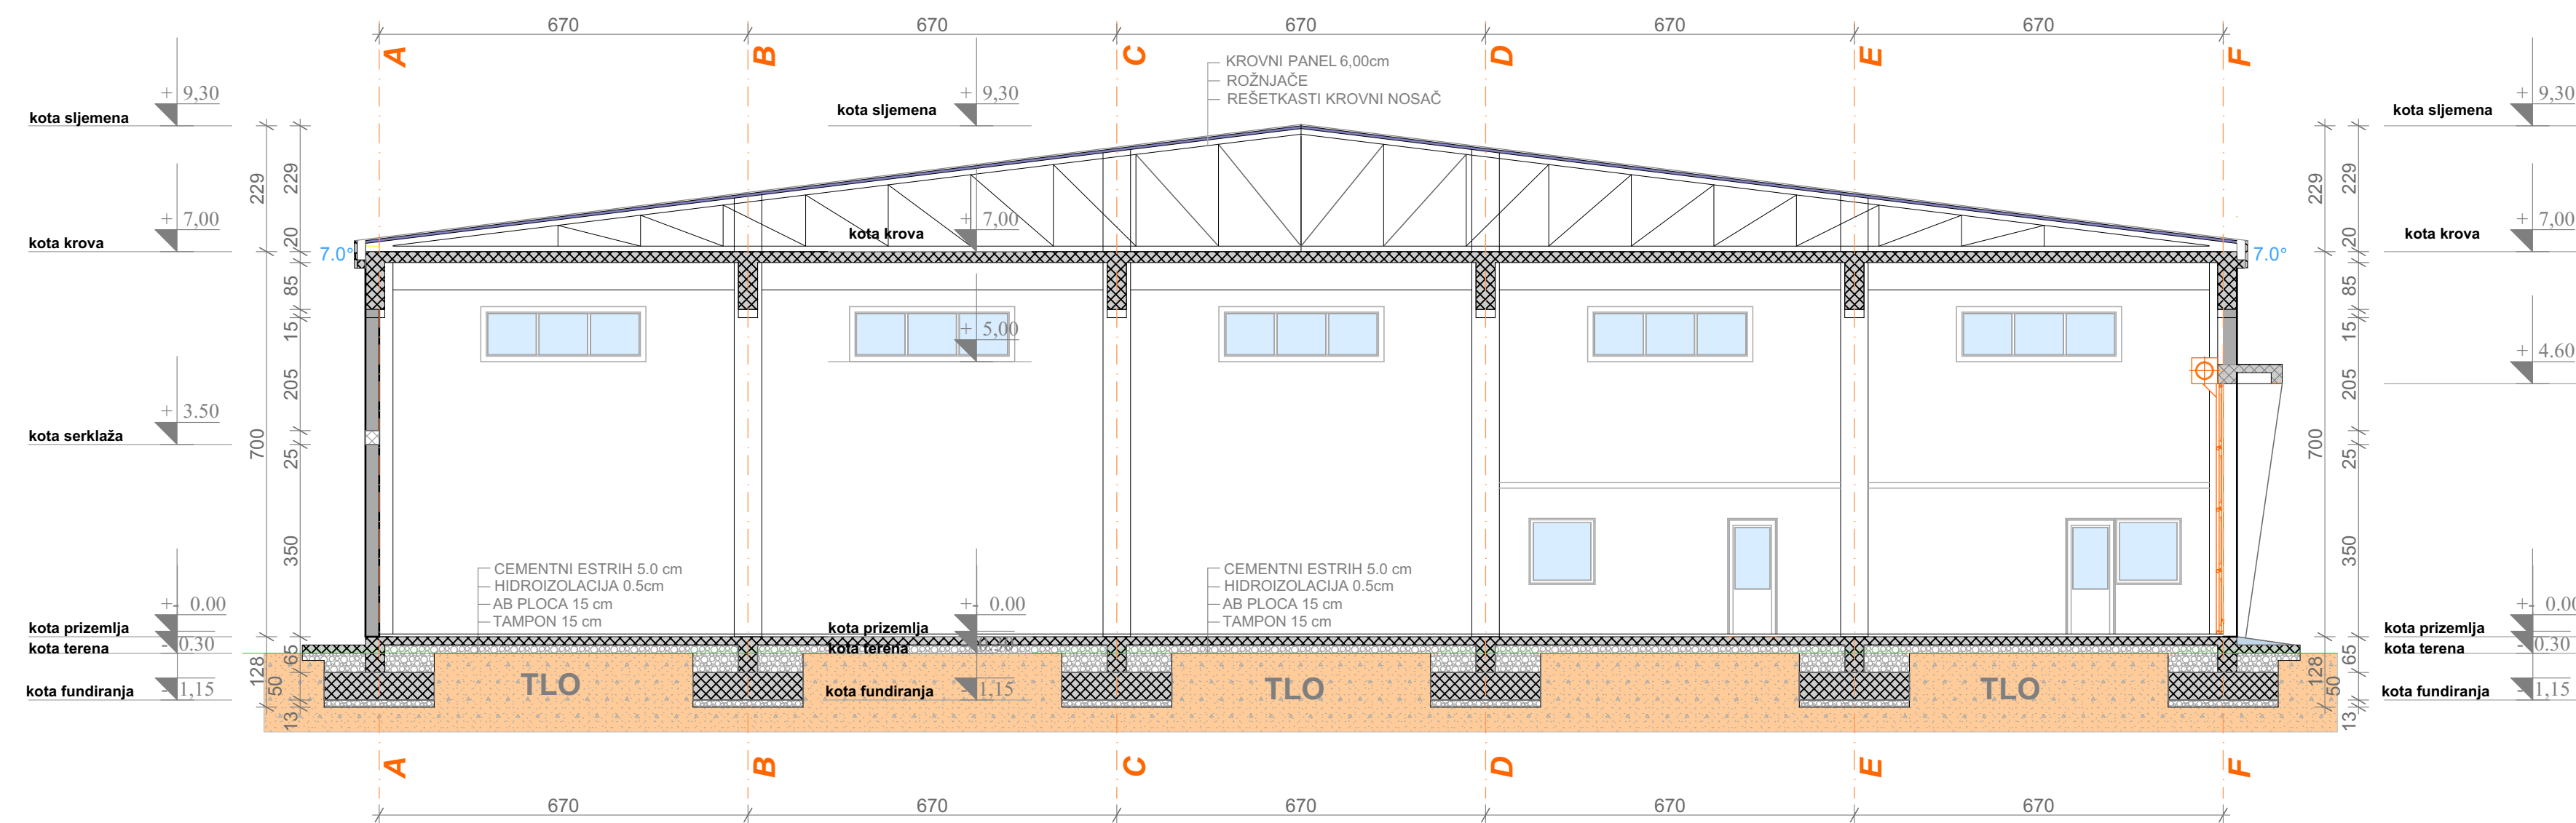 670 670 670 670 670
A B C D E F
KROVNI PANEL 6,00cm
ROŽNJAČE
REŠETKASTI KROVNI NOSAČ
kota sljemena + 9,30
kota sljemena + 9,30
kota sljemena + 9,30
229 229
229 229
kota krova + 7,00
kota krova + 7,00
kota krova + 7,00
20 7.0°
7.0° 20
85
85
15
15
+ 5,00
+ 4.60
205
205
kota serklaža + 3.50
700
25
700
25
350
350
CEMENTNI ESTRIH 5.0 cm
HIDROIZOLACIJA 0.5cm
AB PLOCA 15 cm
TAMPON 15 cm
CEMENTNI ESTRIH 5.0 cm
HIDROIZOLACIJA 0.5cm
AB PLOCA 15 cm
TAMPON 15 cm
kota prizemlja +- 0.00
kota terena - 0.30
kota prizemlja +- 0.00
kota terena
kota prizemlja +- 0.00
kota terena - 0.30
128 65
128 65
50
50
13
13
kota fundiranja - 1,15
kota fundiranja - 1,15
kota fundiranja - 1,15
TLO TLO TLO
A B C D E F
670 670 670 670 670